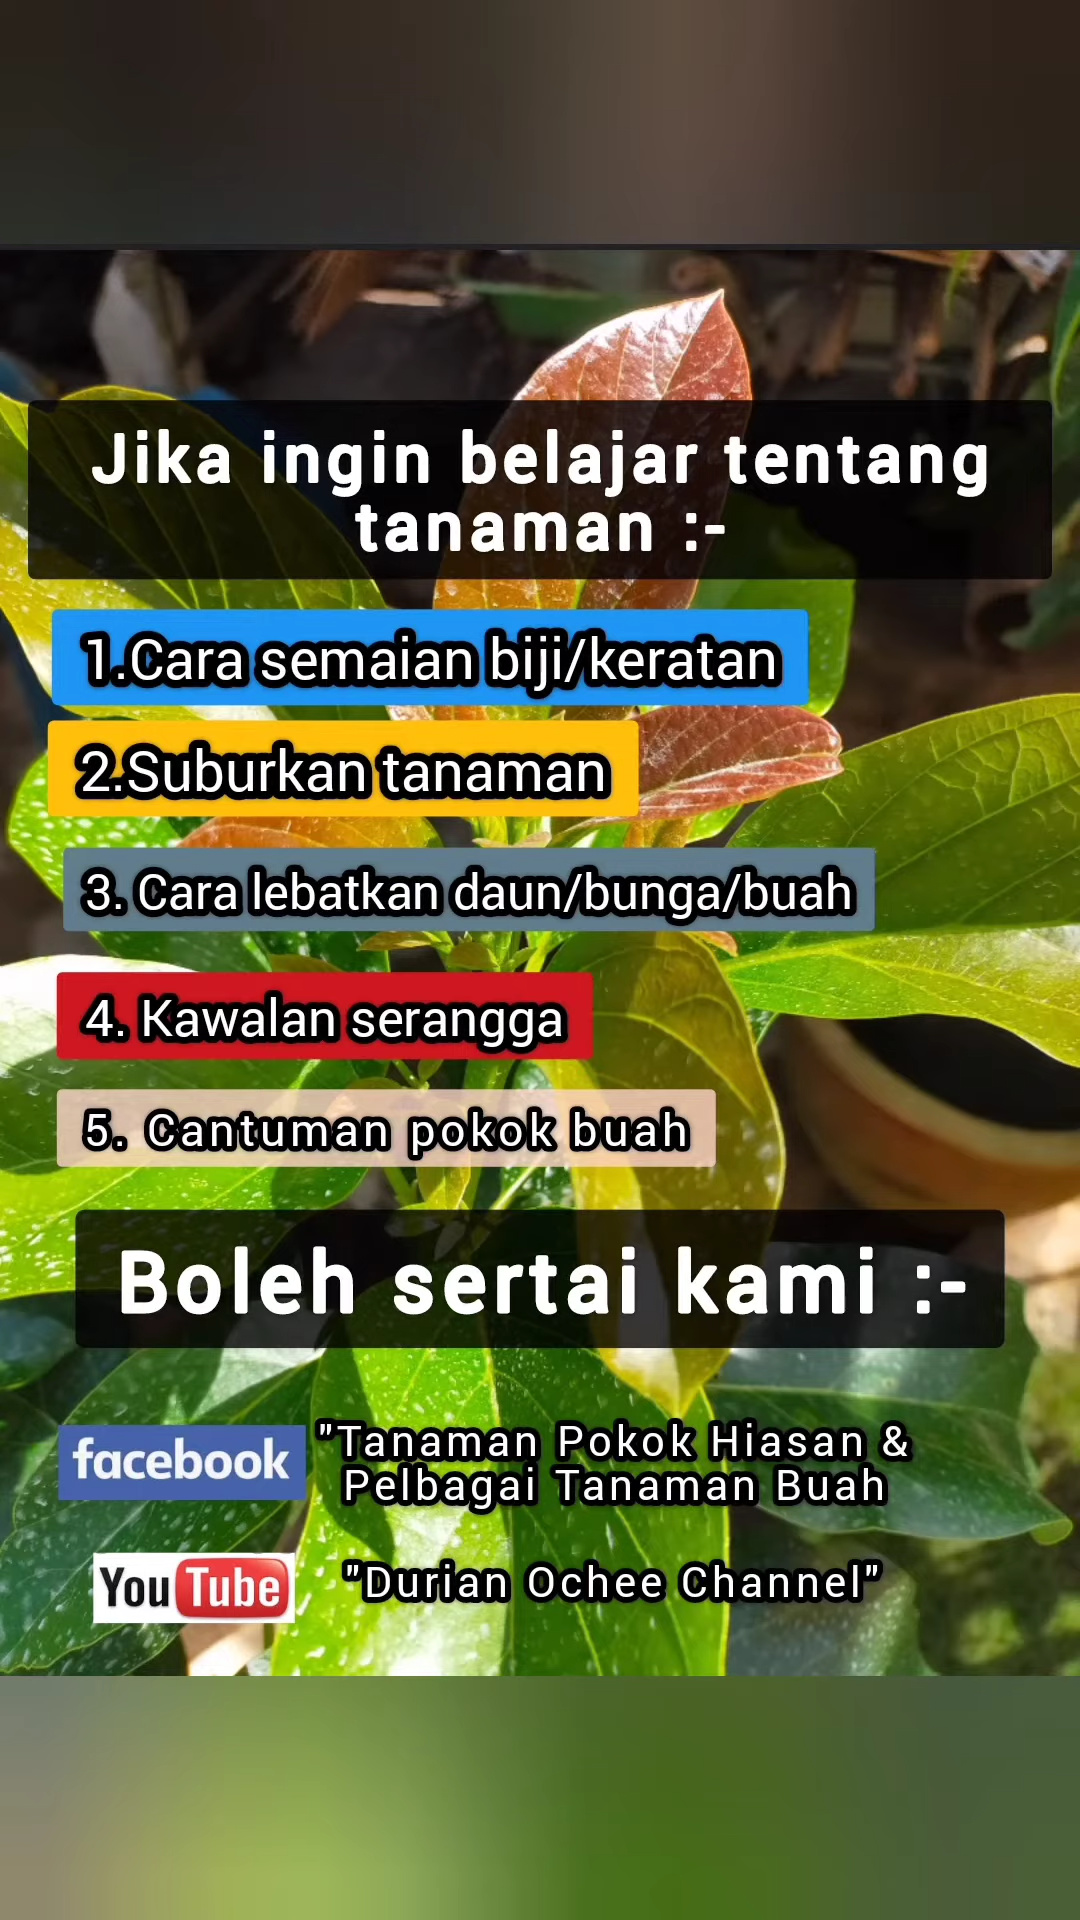 Jika ingin belajar tentang
tanaman :-
1.Cara semaian biji/keratan
2.Suburkan tanaman
3. Cara lebatkan daun/bunga/buah
4. Kawalan serangga
5. Cantuman pokok buah
Boleh sertai kami :-
facebook "Tanaman Pokok Hiasan &
Pelbagai Tanaman Buah
YouTube "Durian Ochee Channel"